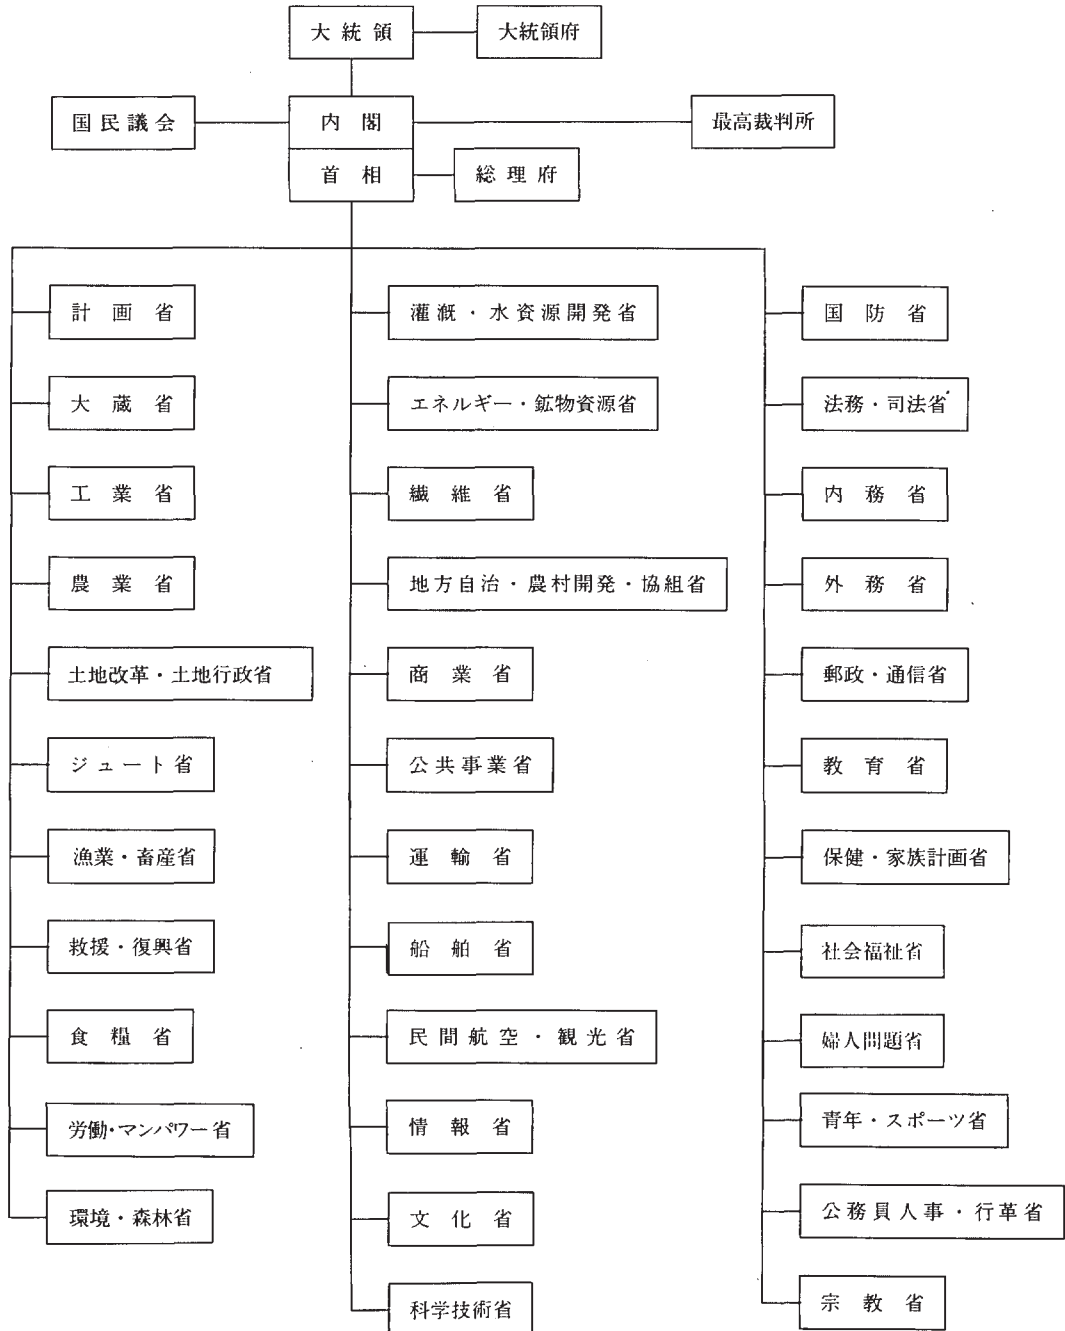 大統領
大統領府
国民議会
内閣
最高裁判所
首相
総理府
計画省
大蔵省
工業省
農業省
土地改革・土地行政省
ジュート省
漁業・畜産省
救援・復興省
食糧省
労働・マンパワー省
環境・森林省
灌漑・水資源開発省
エネルギー・鉱物資源省
繊維省
地方自治・農村開発・協組省
商業省
公共事業省
運輸省
船舶省
民間航空・観光省
情報省
文化省
科学技術省
国防省
法務・司法省
内務省
外務省
郵政・通信省
教育省
保健・家族計画省
社会福祉省
婦人問題省
青年・スポーツ省
公務員人事・行革省
宗教省